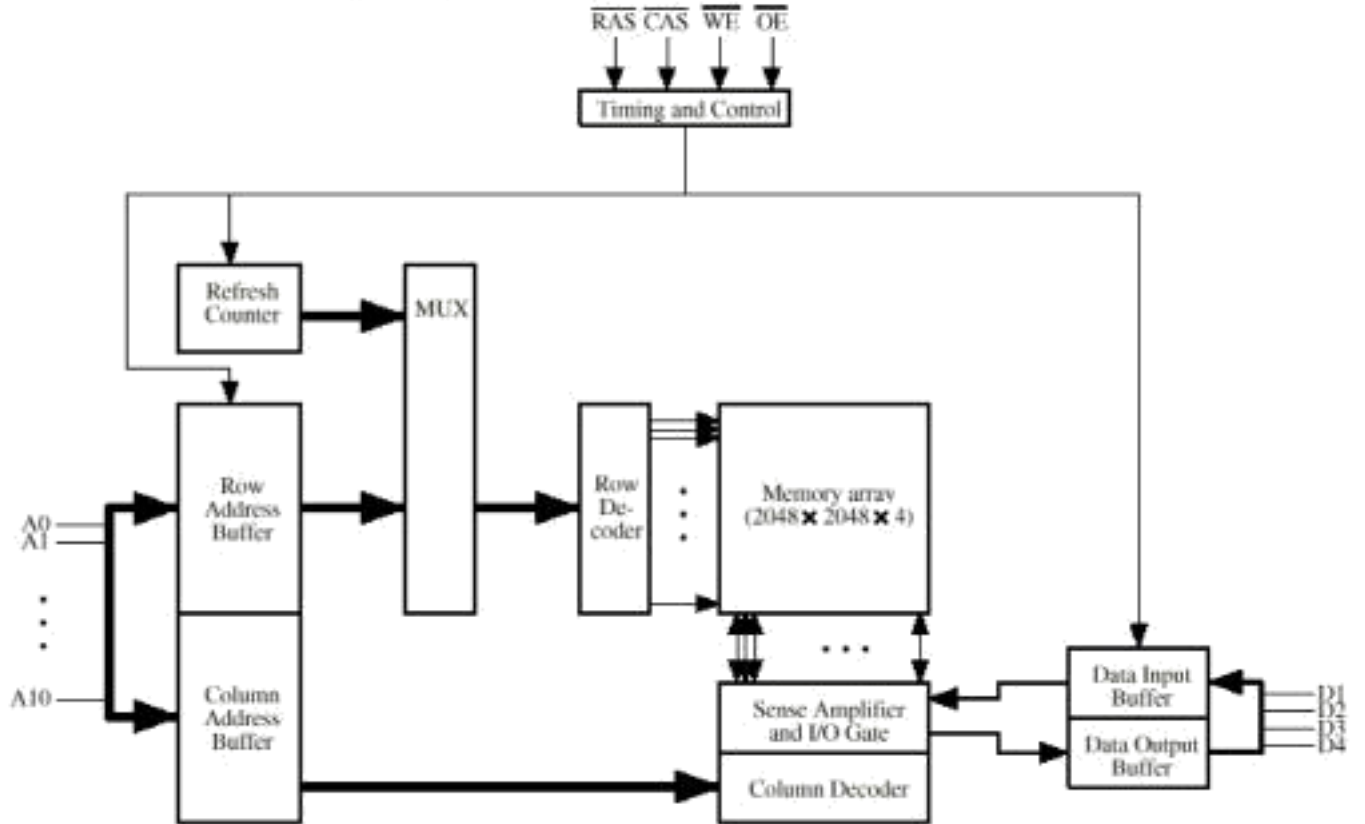 RAS CAS WE OE
Timing and Control
Refresh
Counter
MUX
Row
Address
Buffer
Row
De-
coder
Memory array
(2048 × 2048 × 4)
A0
A1
A10
Column
Address
Buffer
Sense Amplifier
and I/O Gate
Column Decoder
Data Input
Buffer
Data Output
Buffer
D1
D2
D3
D4